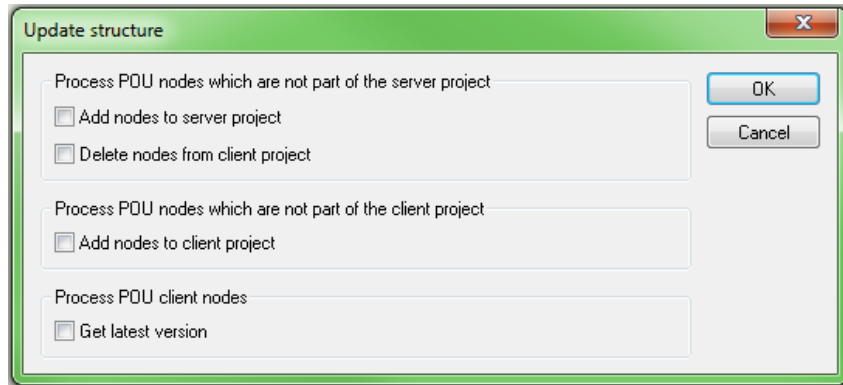 Update structure
Process POU nodes which are not part of the server project
Add nodes to server project
Delete nodes from client project
Process POU nodes which are not part of the client project
Add nodes to client project
Process POU client nodes
Get latest version
OK
Cancel